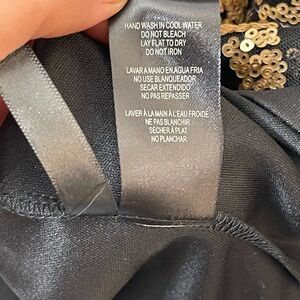 HAND WASH IN COOL WATER
DO NOT BLEACH
LAY FLAT TO DRY
DO NOT IRON
LAVAR A MANO EN AGUA FRIA
NO USE BLANQUEADOR
SECAR EXTENDIDO
NO PAS REPASSER
LAVER À LA MAIN À L'EAU FROIDE
NE PAS BLANCHIR
SÉCHER À PLAT
NO PLANCHAR